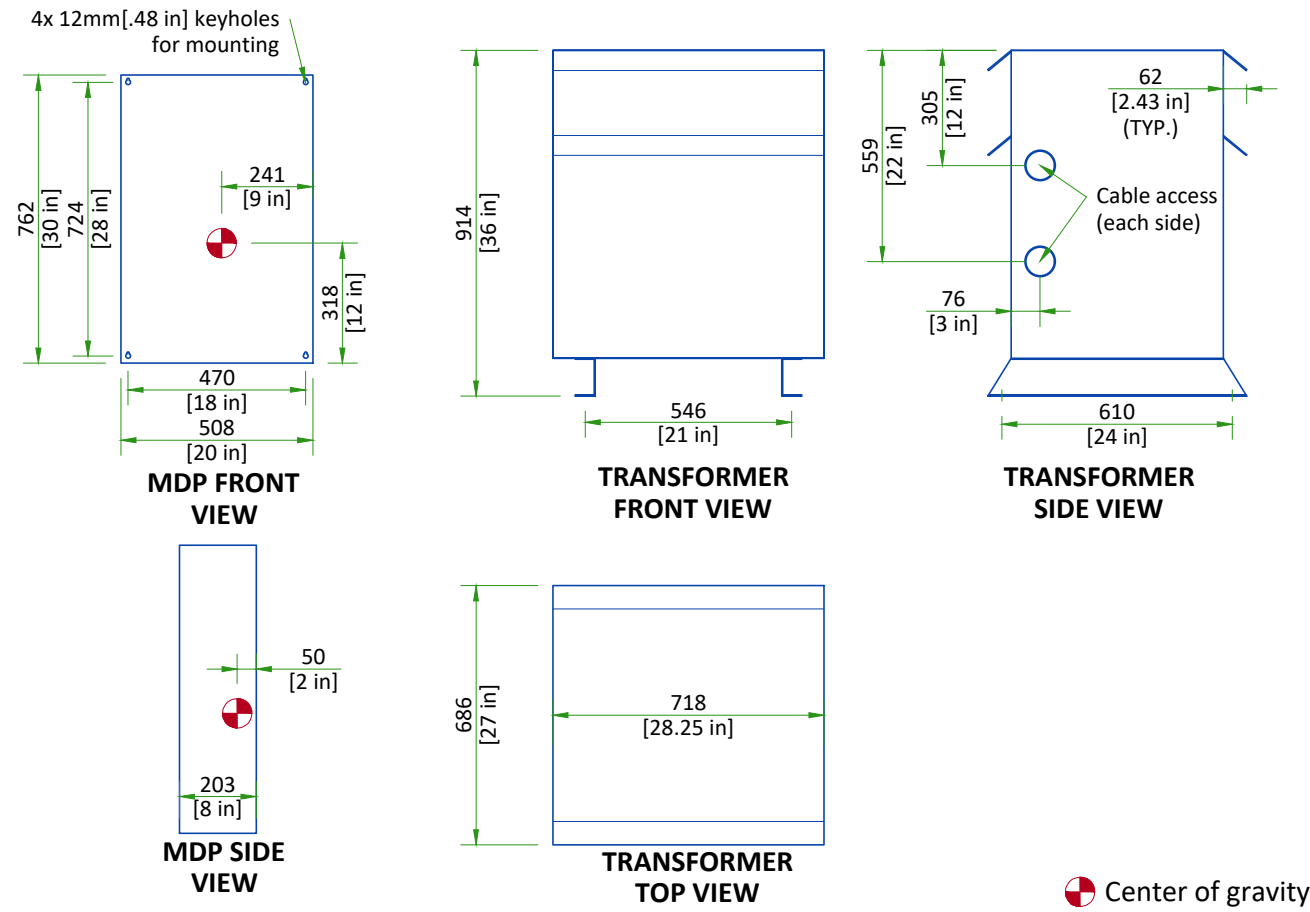 4x 12mm[.48 in] keyholes
for mounting
762
[30 in]
724
[28 in]
241
[9 in]
318
[12 in]
470
[18 in]
508
[20 in]
MDP FRONT
VIEW
914
[36 in]
546
[21 in]
TRANSFORMER
FRONT VIEW
305
[12 in]
559
[22 in]
62
[2.43 in]
(TYP.)
Cable access
(each side)
76
[3 in]
610
[24 in]
TRANSFORMER
SIDE VIEW
50
[2 in]
203
[8 in]
MDP SIDE
VIEW
686
[27 in]
718
[28.25 in]
TRANSFORMER
TOP VIEW
Center of gravity